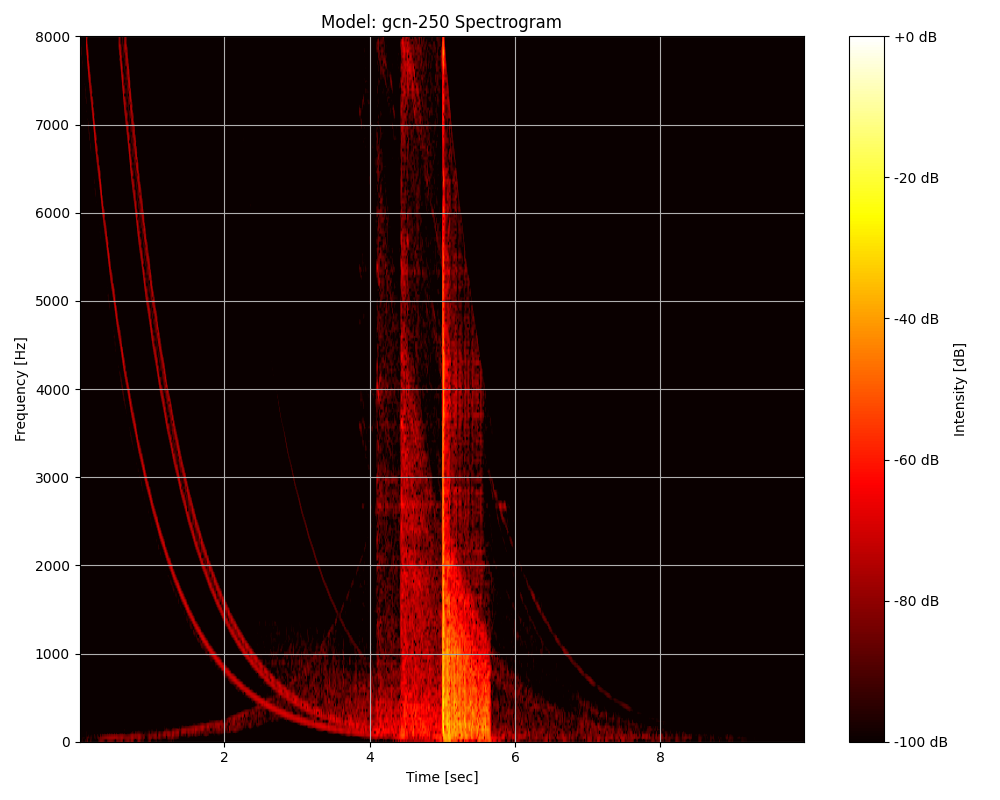 Model: gcn-250 Spectrogram
8000
7000
6000
5000
4000
3000
2000
1000
0
Frequency [Hz]
2
4
6
8
Time [sec]
+0 dB
-20 dB
-40 dB
-60 dB
-80 dB
-100 dB
Intensity [dB]